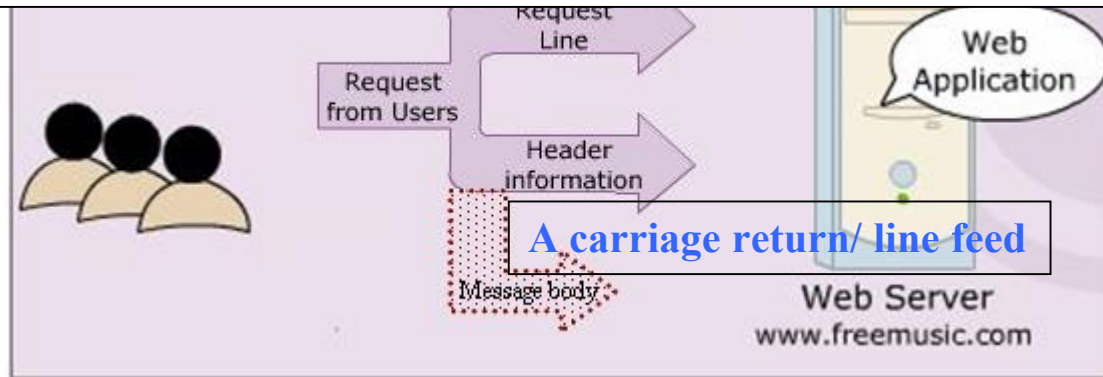 Request
Line
Request
from Users
Web
Application
Header
information
A carriage return/ line feed
Message body
Web Server
www.freemusic.com